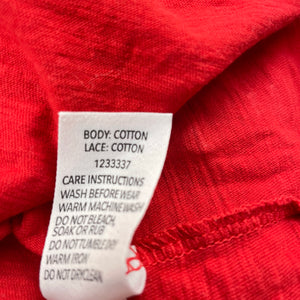 BODY: COTTON
LACE: COTTON
1233337
CARE INSTRUCTIONS
WASH BEFORE WEAR
WARM MACHINE WASH
DO NOT BLEACH,
SOAK OR RUB
DO NOT TUMBLE DRY
WARM IRON
DO NOT DRYCLEAN